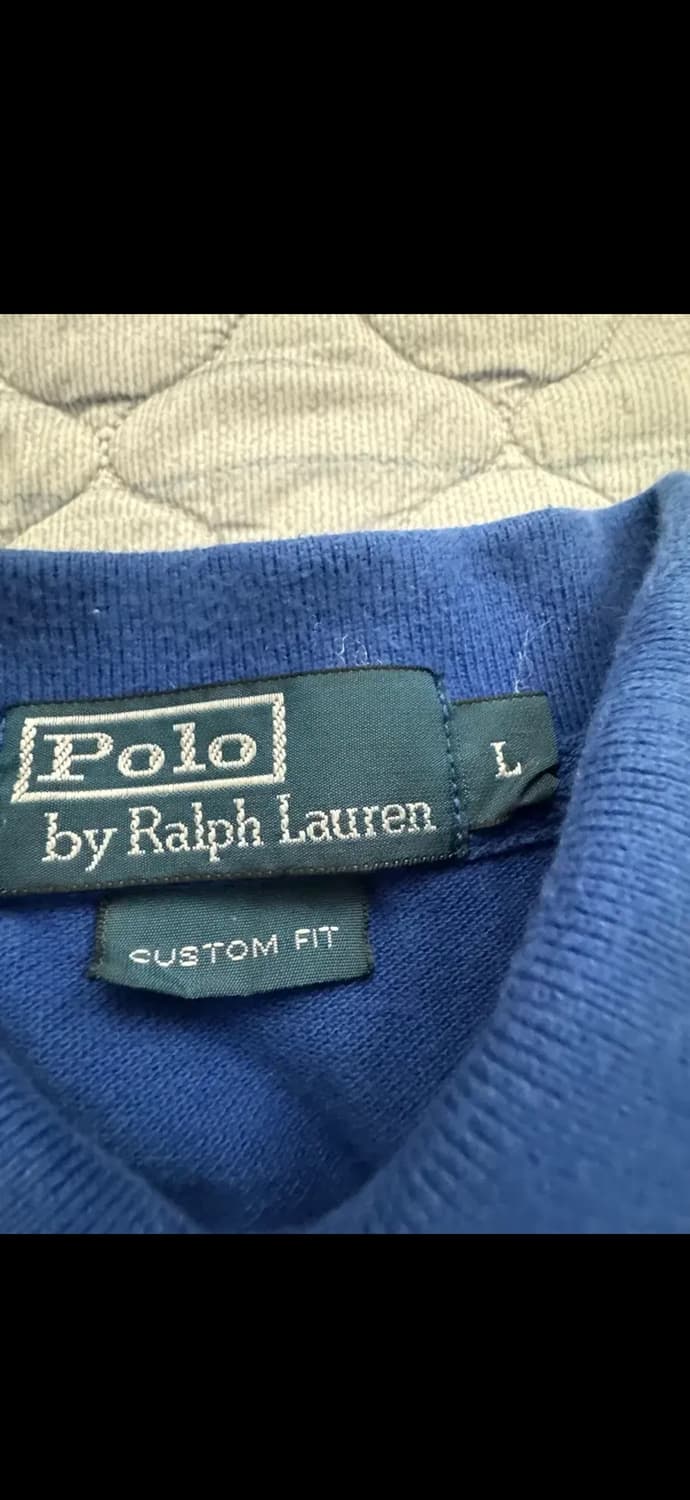 Polo
by Ralph Lauren
L
CUSTOM FIT